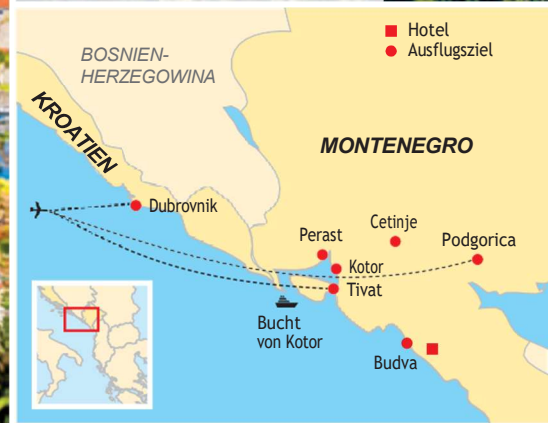 Hotel
Ausflugsziel
BOSNIEN-
HERZEGOWINA
KROATIEN
MONTENEGRO
Dubrovnik
Cetinje
Perast
Podgorica
Kotor
Tivat
Bucht
von Kotor
Budva